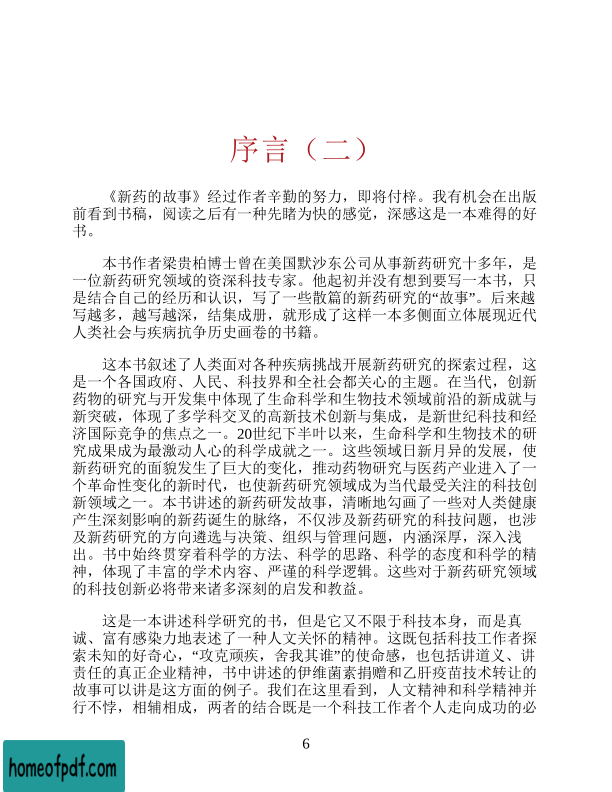 序言（二）
《新药的故事》经过作者辛勤的努力，即将付梓。我有机会在出版
前看到书稿，阅读之后有一种先睹为快的感觉，深感这是一本难得的好
书。
本书作者梁贵柏博士曾在美国默沙东公司从事新药研究十多年，是
一位新药研究领域的资深科技专家。他起初并没有想到要写一本书，只
是结合自己的经历和认识，写了一些散篇的新药研究的“故事”。后来越
写越多，越写越深，结集成册，就形成了这样一本多侧面立体展现近代
人类社会与疾病抗争历史画卷的书籍。
这本书叙述了人类面对各种疾病挑战开展新药研究的探索过程，这
是一个各国政府、人民、科技界和全社会都关心的主题。在当代，创新
药物的研究与开发集中体现了生命科学和生物技术领域前沿的新成就与
新突破，体现了多学科交叉的高新技术创新与集成，是新世纪科技和经
济国际竞争的焦点之一。20世纪下半叶以来，生命科学和生物技术的研
究成果成为最激动人心的科学成就之一。这些领域日新月异的发展，使
新药研究的面貌发生了巨大的变化，推动药物研究与医药产业进入了一
个革命性变化的新时代，也使新药研究领域成为当代最受关注的科技创
新领域之一。本书讲述的新药研发故事，清晰地勾画了一些对人类健康
产生深刻影响的新药诞生的脉络，不仅涉及新药研究的科技问题，也涉
及新药研究的方向遴选与决策、组织与管理问题，内涵深厚，深入浅
出。书中始终贯穿着科学的方法、科学的思路、科学的态度和科学的精
神，体现了丰富的学术内容、严谨的科学逻辑。这些对于新药研究领域
的科技创新必将带来诸多深刻的启发和教益。
这是一本讲述科学研究的书，但是它又不限于科技本身，而是真
诚、富有感染力地表述了一种人文关怀的精神。这既包括科技工作者探
索未知的好奇心，“攻克顽疾，舍我其谁”的使命感，也包括讲道义、讲
责任的真正企业精神，书中讲述的伊维菌素捐赠和乙肝疫苗技术转让的
故事可以讲是这方面的例子。我们在这里看到，人文精神和科学精神并
行不悖，相辅相成，两者的结合既是一个科技工作者个人走向成功的必
6
homeofpdf.com